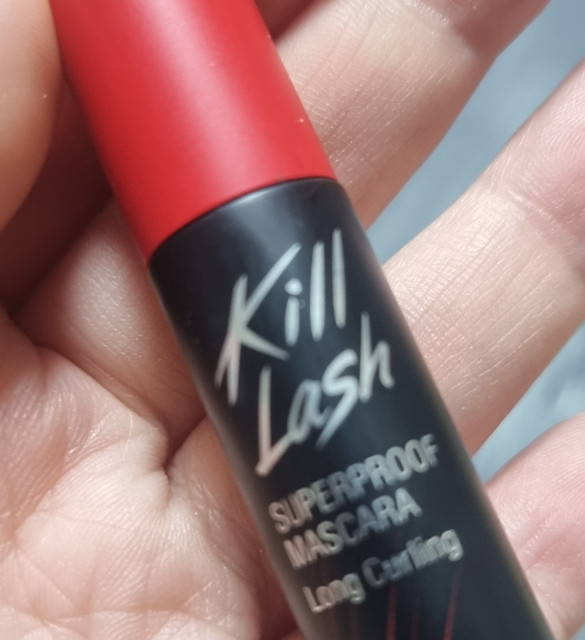 Kill
Lash
SUPERPROOF
MASCARA
Long Curling